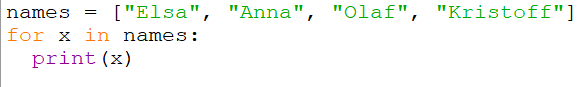 names = ["Elsa", "Anna", "Olaf", "Kristoff"]
for x in names:
  print(x)